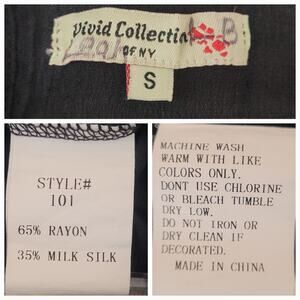 Vivid Collection
OF NY
S
STYLE#
101
65% RAYON
35% MILK SILK
MACHINE WASH
WARM WITH LIKE
COLORS ONLY.
DONT USE CHLORINE
OR BLEACH TUMBLE
DRY LOW.
DO NOT IRON OR
DRY CLEAN IF
DECORATED.
MADE IN CHINA